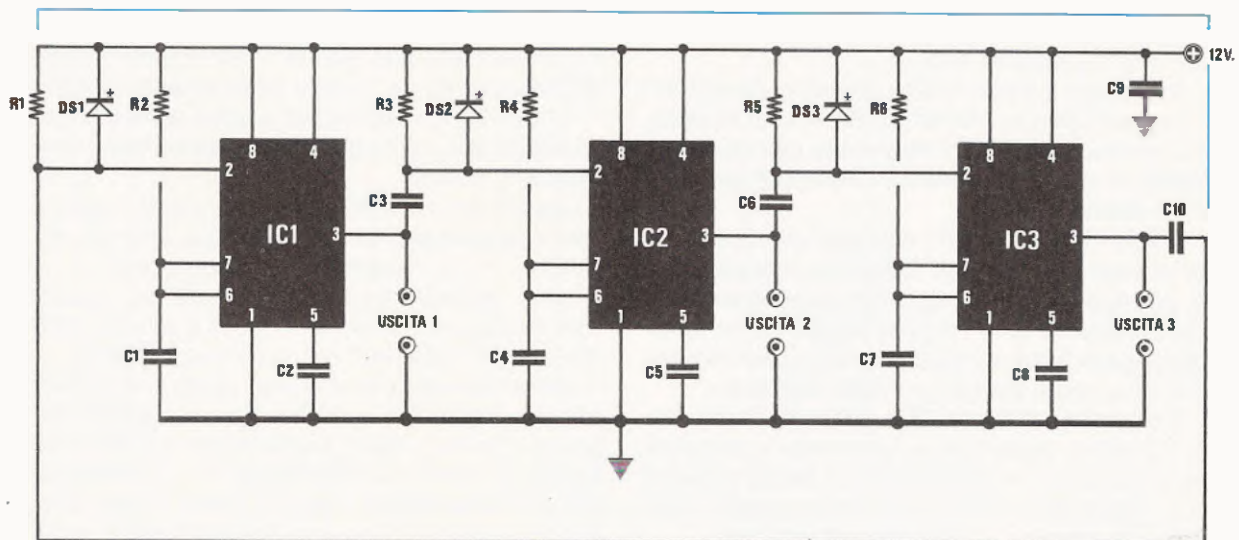 12V.
R1
DS1
+
R2
R3
DS2
+
R4
R5
DS3
+
R6
C9
8 4
2
IC1
3
7
6
1 5
C3
8 4
2
IC2
3
7
6
1 5
C6
8 4
2
IC3
3
7
6
1 5
C10
USCITA 1
USCITA 2
USCITA 3
C1
C2
C4
C5
C7
C8